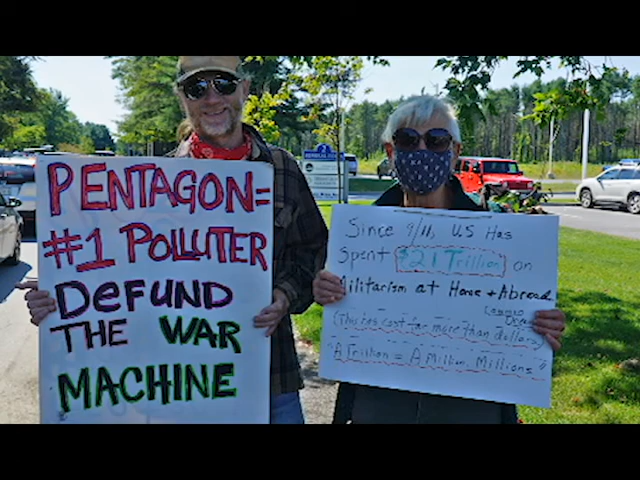 PENTAGON=
#1 POLLUTER
DEFUND
THE WAR
MACHINE
Since 9/11, US Has
Spent $21 Trillion on
Militarism at Home + Abroad
(This has cost far more than dollars)
"A Trillion = A Million Millions"